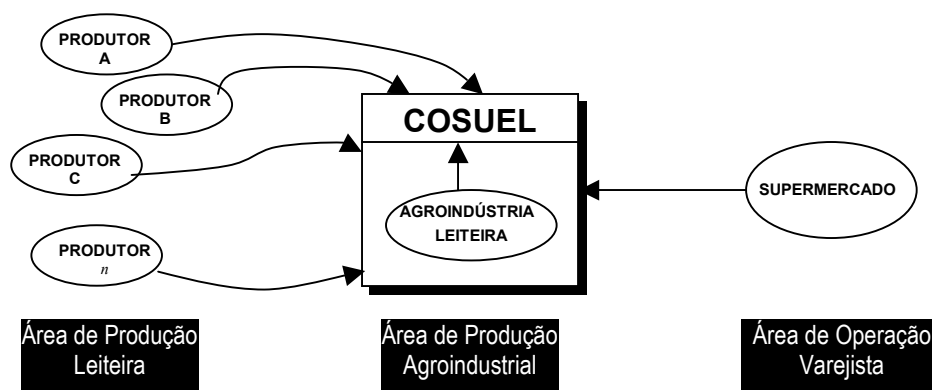 PRODUTOR
A
PRODUTOR
B
PRODUTOR
C
PRODUTOR
n
COSUEL
AGROINDÚSTRIA
LEITEIRA
SUPERMERCADO
Área de Produção
Leiteira
Área de Produção
Agroindustrial
Área de Operação
Varejista